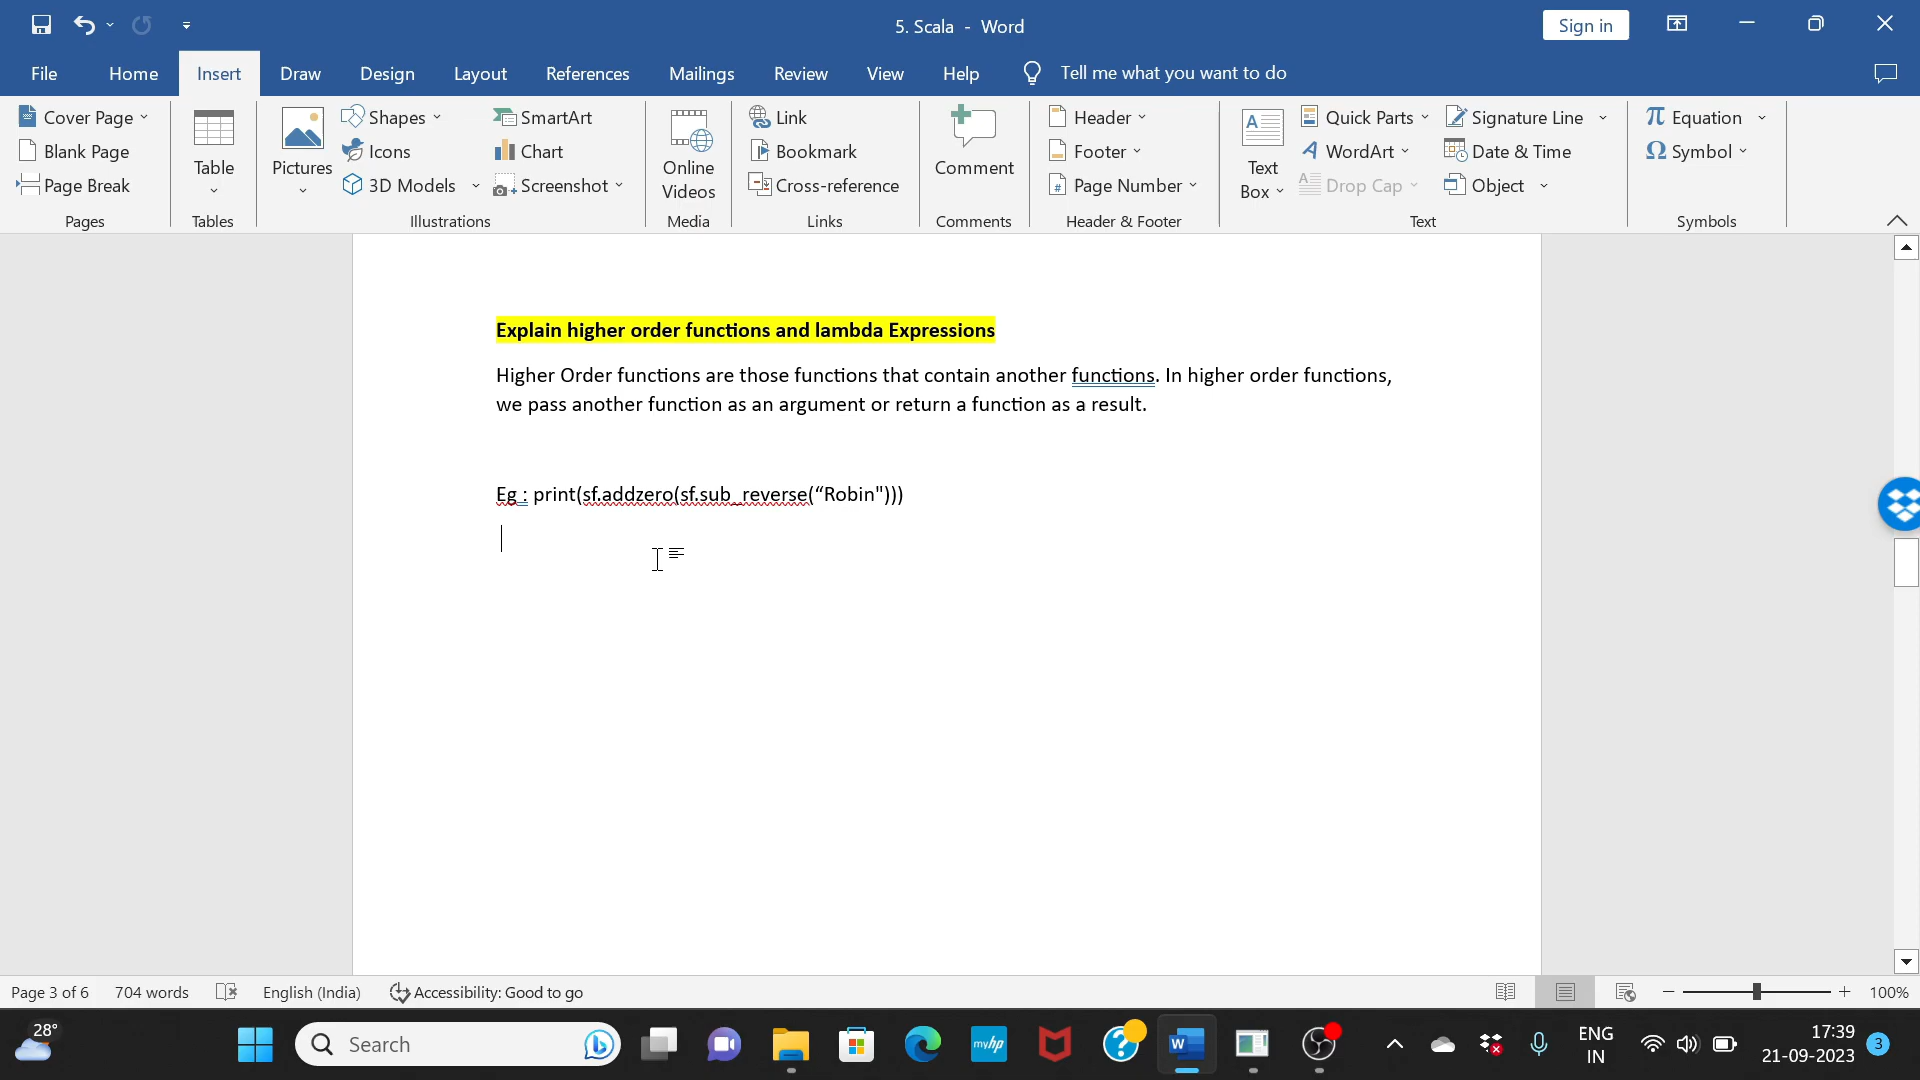 5. Scala - Word
Sign in
File Home Insert Draw Design Layout References Mailings Review View Help Tell me what you want to do
Cover Page
Blank Page
Page Break
Pages
Table
Tables
Pictures
Shapes
Icons
3D Models
SmartArt
Chart
Screenshot
Illustrations
Online
Videos
Media
Link
Bookmark
Cross-reference
Links
Comment
Comments
Header
Footer
# Page Number
Header & Footer
A
Text
Box
Quick Parts
A WordArt
A Drop Cap
Signature Line
Date & Time
Object
Text
π Equation
Ω Symbol
Symbols
Explain higher order functions and lambda Expressions
Higher Order functions are those functions that contain another functions. In higher order functions,
we pass another function as an argument or return a function as a result.
Eg : print(sf.addzero(sf.sub_reverse(“Robin")))
Page 3 of 6 704 words English (India) Accessibility: Good to go 100%
28°
Search
myhp
?
W
ENG
IN
17:39
21-09-2023
3